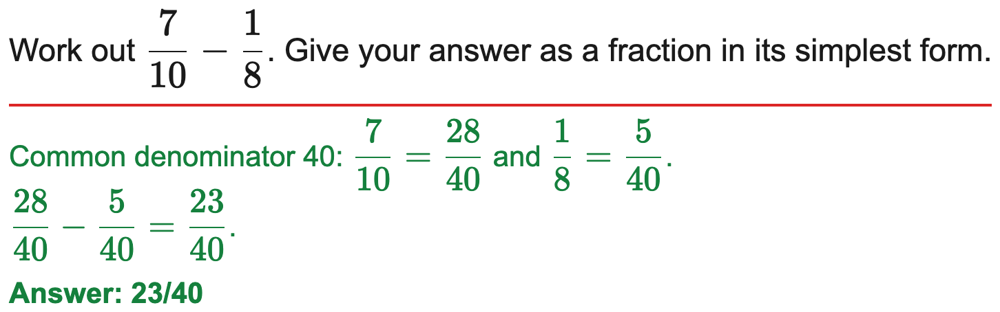 Work out 7/10 − 1/8. Give your answer as a fraction in its simplest form.
Common denominator 40: 7/10 = 28/40 and 1/8 = 5/40.
28/40 − 5/40 = 23/40.
Answer: 23/40